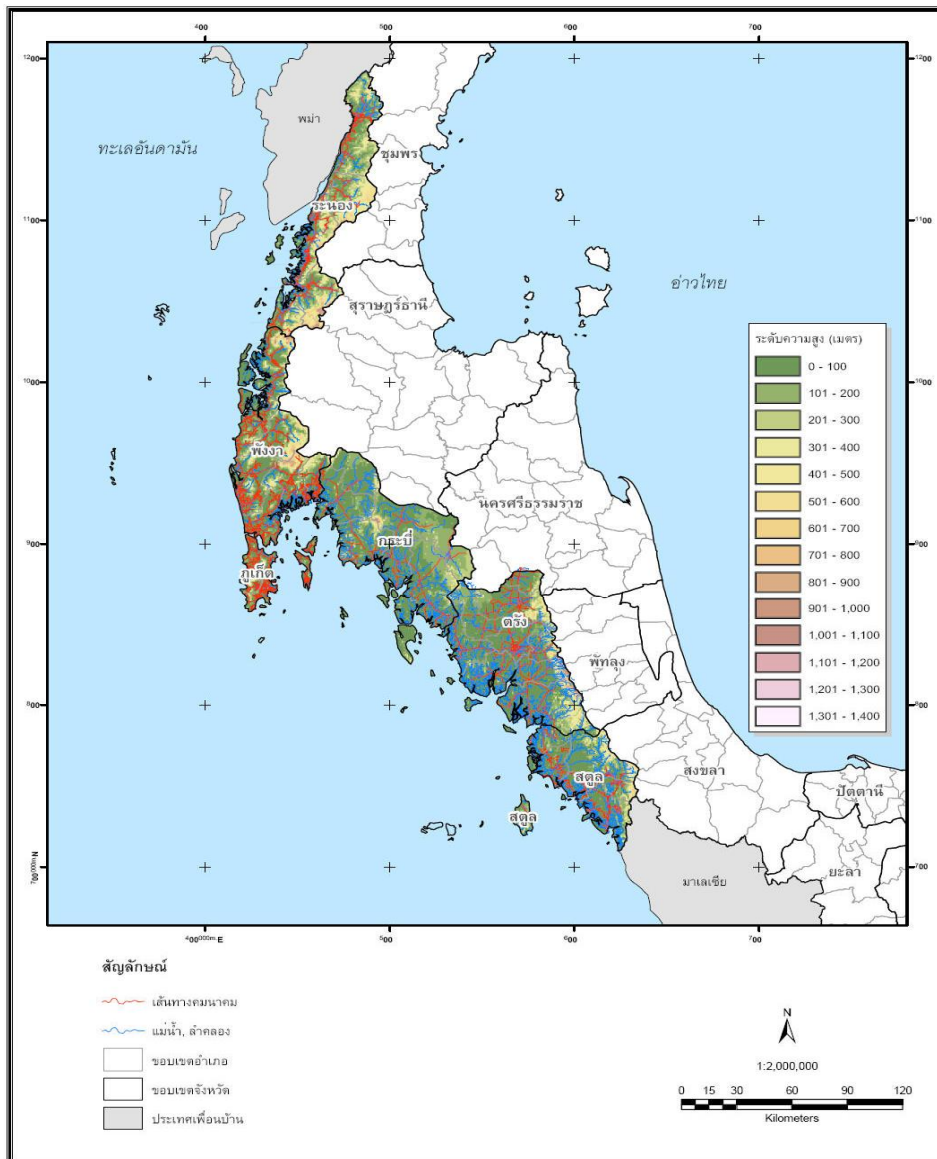 400 500 600 700
1200 1200
1100 1100
1000 1000
900 900
800 800
700000m N 700
400000m E 500 600 700
พม่า
ทะเลอันดามัน
ชุมพร
ระนอง
สุราษฎร์ธานี
อ่าวไทย
พังงา
นครศรีธรรมราช
กระบี่
ภูเก็ต
ตรัง
พัทลุง
สตูล
สงขลา
ปัตตานี
สตูล
ยะลา
มาเลเซีย
ระดับความสูง (เมตร)
0 - 100
101 - 200
201 - 300
301 - 400
401 - 500
501 - 600
601 - 700
701 - 800
801 - 900
901 - 1,000
1,001 - 1,100
1,101 - 1,200
1,201 - 1,300
1,301 - 1,400
สัญลักษณ์
เส้นทางคมนาคม
แม่น้ำ, ลำคลอง
ขอบเขตอำเภอ
ขอบเขตจังหวัด
ประเทศเพื่อนบ้าน
N
1:2,000,000
0 15 30 60 90 120
Kilometers